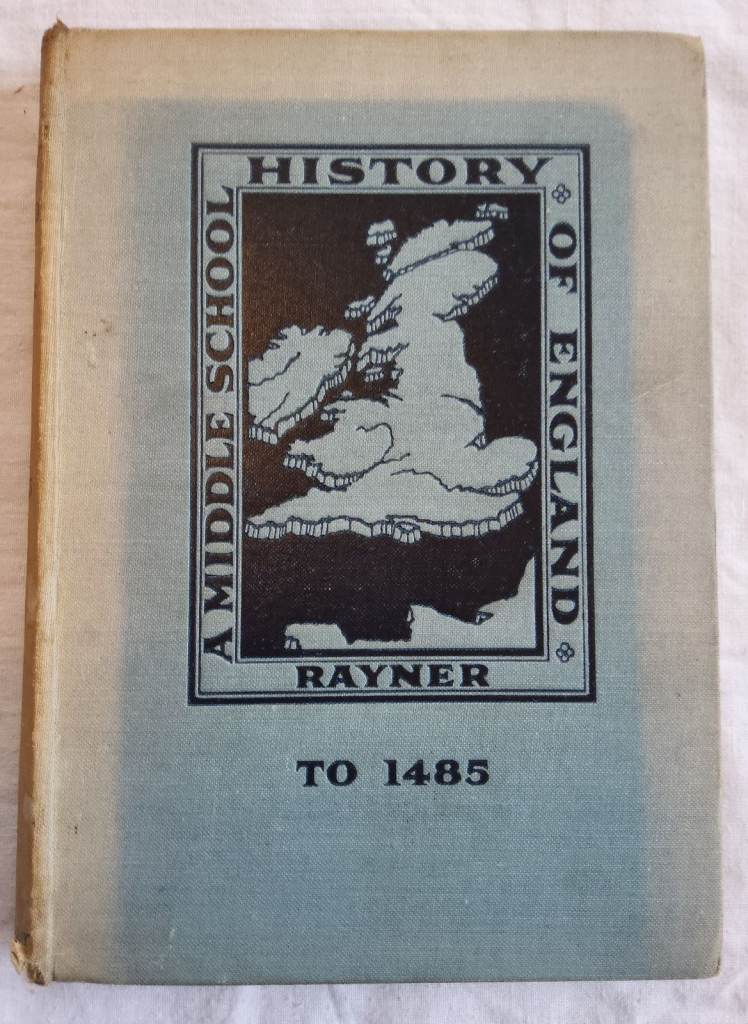 A MIDDLE SCHOOL
HISTORY
OF ENGLAND
RAYNER
TO 1485